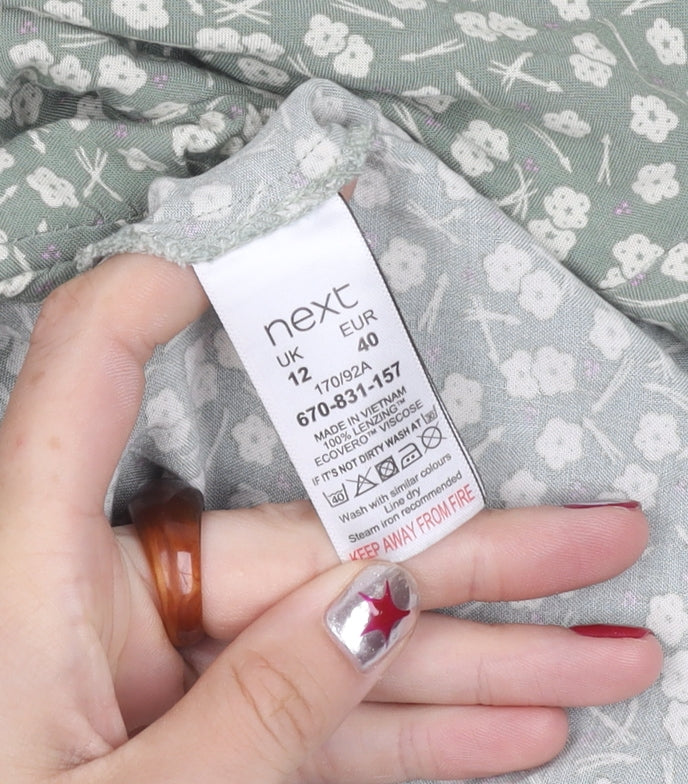 next
UK EUR
12 40
170/92A
670-831-157
MADE IN VIETNAM
100% LENZING™
ECOVERO™ VISCOSE
IF IT'S NOT DIRTY WASH AT 30
40
Wash with similar colours
Line dry
Steam iron recommended
KEEP AWAY FROM FIRE